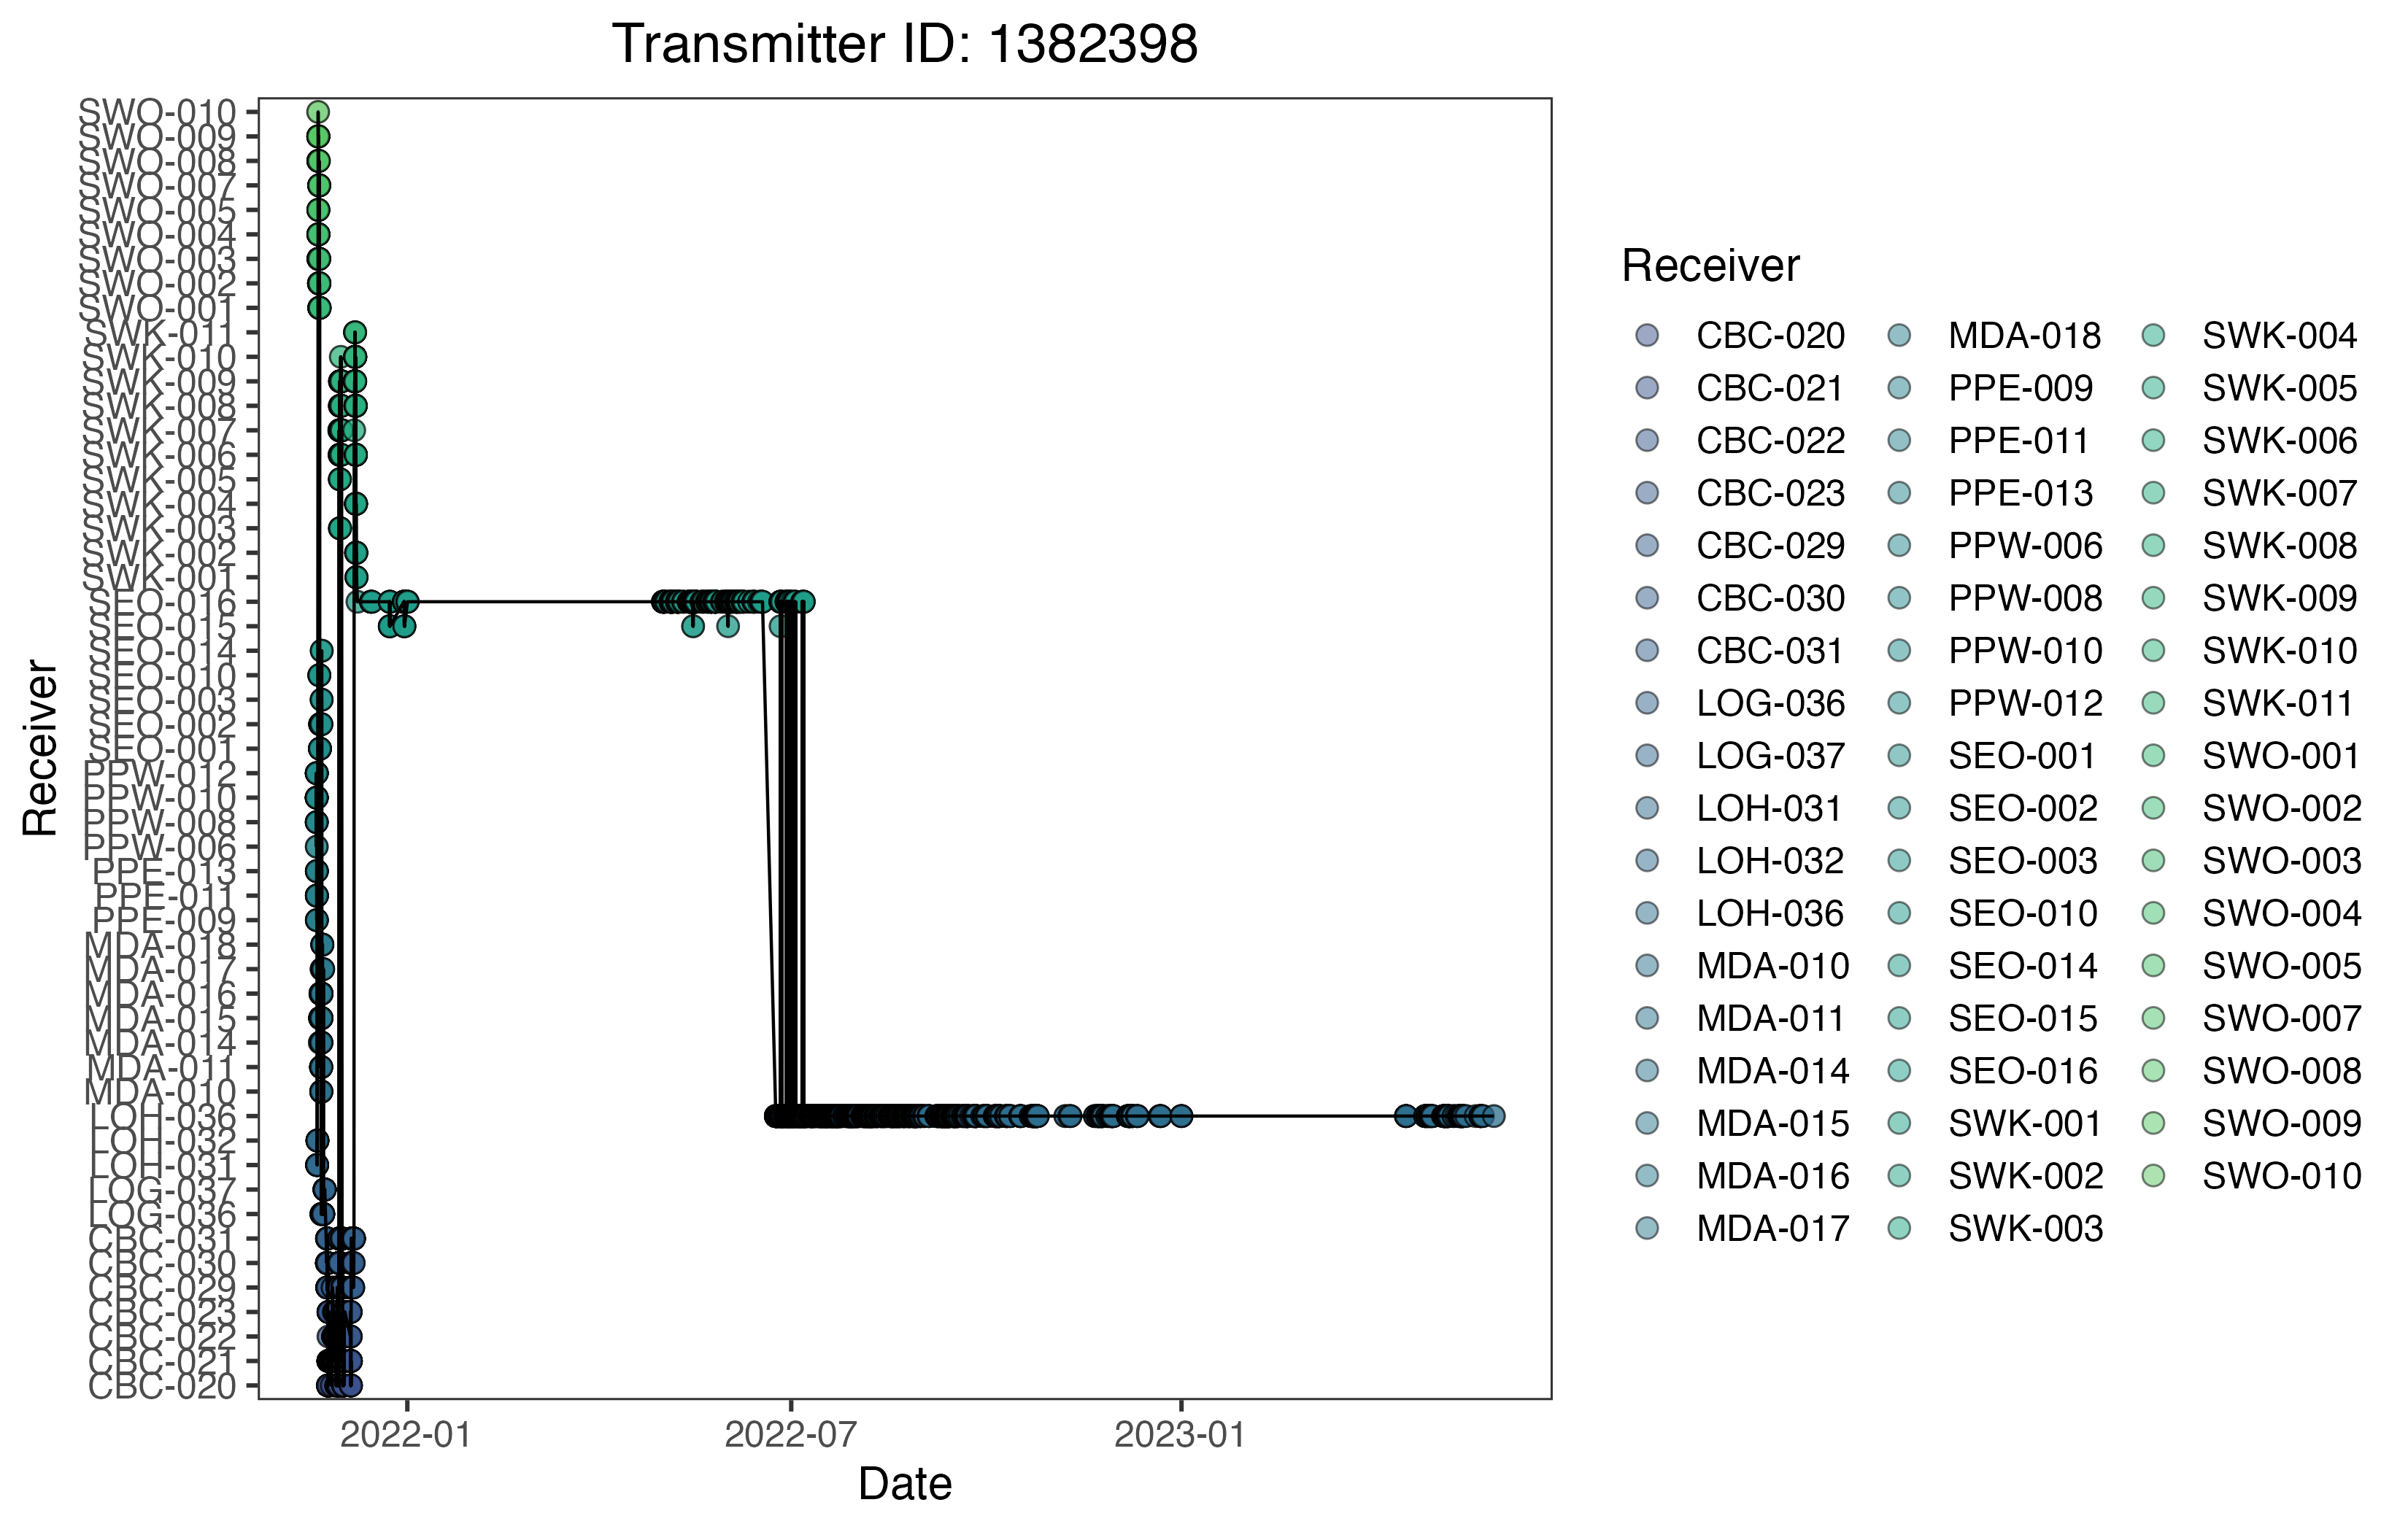 Transmitter ID: 1382398
Receiver
SWO-010
SWO-009
SWO-008
SWO-007
SWO-005
SWO-004
SWO-003
SWO-002
SWO-001
SWK-011
SWK-010
SWK-009
SWK-008
SWK-007
SWK-006
SWK-005
SWK-004
SWK-003
SWK-002
SWK-001
SEO-016
SEO-015
SEO-014
SEO-010
SEO-003
SEO-002
SEO-001
PPW-012
PPW-010
PPW-008
PPW-006
PPE-013
PPE-011
PPE-009
MDA-018
MDA-017
MDA-016
MDA-015
MDA-014
MDA-011
MDA-010
LOH-036
LOH-032
LOH-031
LOG-037
LOG-036
CBC-031
CBC-030
CBC-029
CBC-023
CBC-022
CBC-021
CBC-020
2022-01 2022-07 2023-01
Date
Receiver
CBC-020 MDA-018 SWK-004
CBC-021 PPE-009 SWK-005
CBC-022 PPE-011 SWK-006
CBC-023 PPE-013 SWK-007
CBC-029 PPW-006 SWK-008
CBC-030 PPW-008 SWK-009
CBC-031 PPW-010 SWK-010
LOG-036 PPW-012 SWK-011
LOG-037 SEO-001 SWO-001
LOH-031 SEO-002 SWO-002
LOH-032 SEO-003 SWO-003
LOH-036 SEO-010 SWO-004
MDA-010 SEO-014 SWO-005
MDA-011 SEO-015 SWO-007
MDA-014 SEO-016 SWO-008
MDA-015 SWK-001 SWO-009
MDA-016 SWK-002 SWO-010
MDA-017 SWK-003